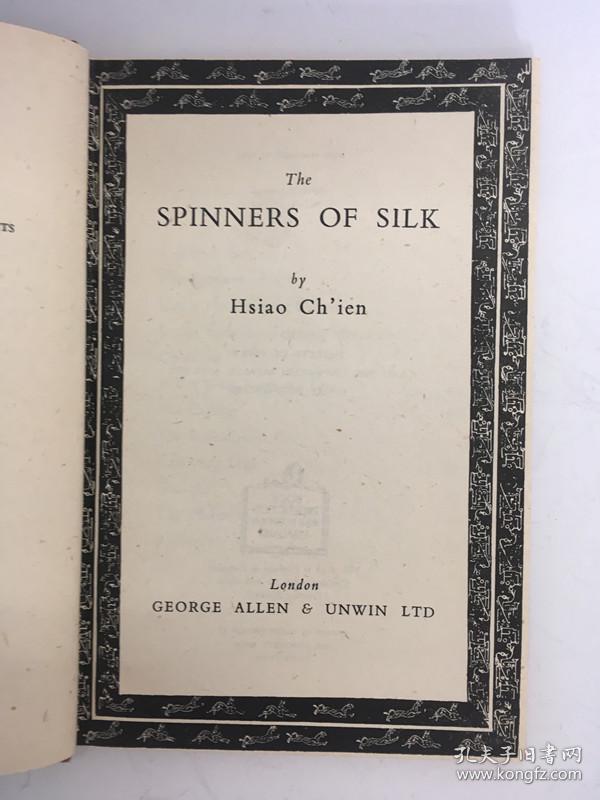 TS
The
SPINNERS OF SILK
by
Hsiao Ch'ien
London
GEORGE ALLEN & UNWIN LTD
孔夫子旧书网
www.kongfz.com